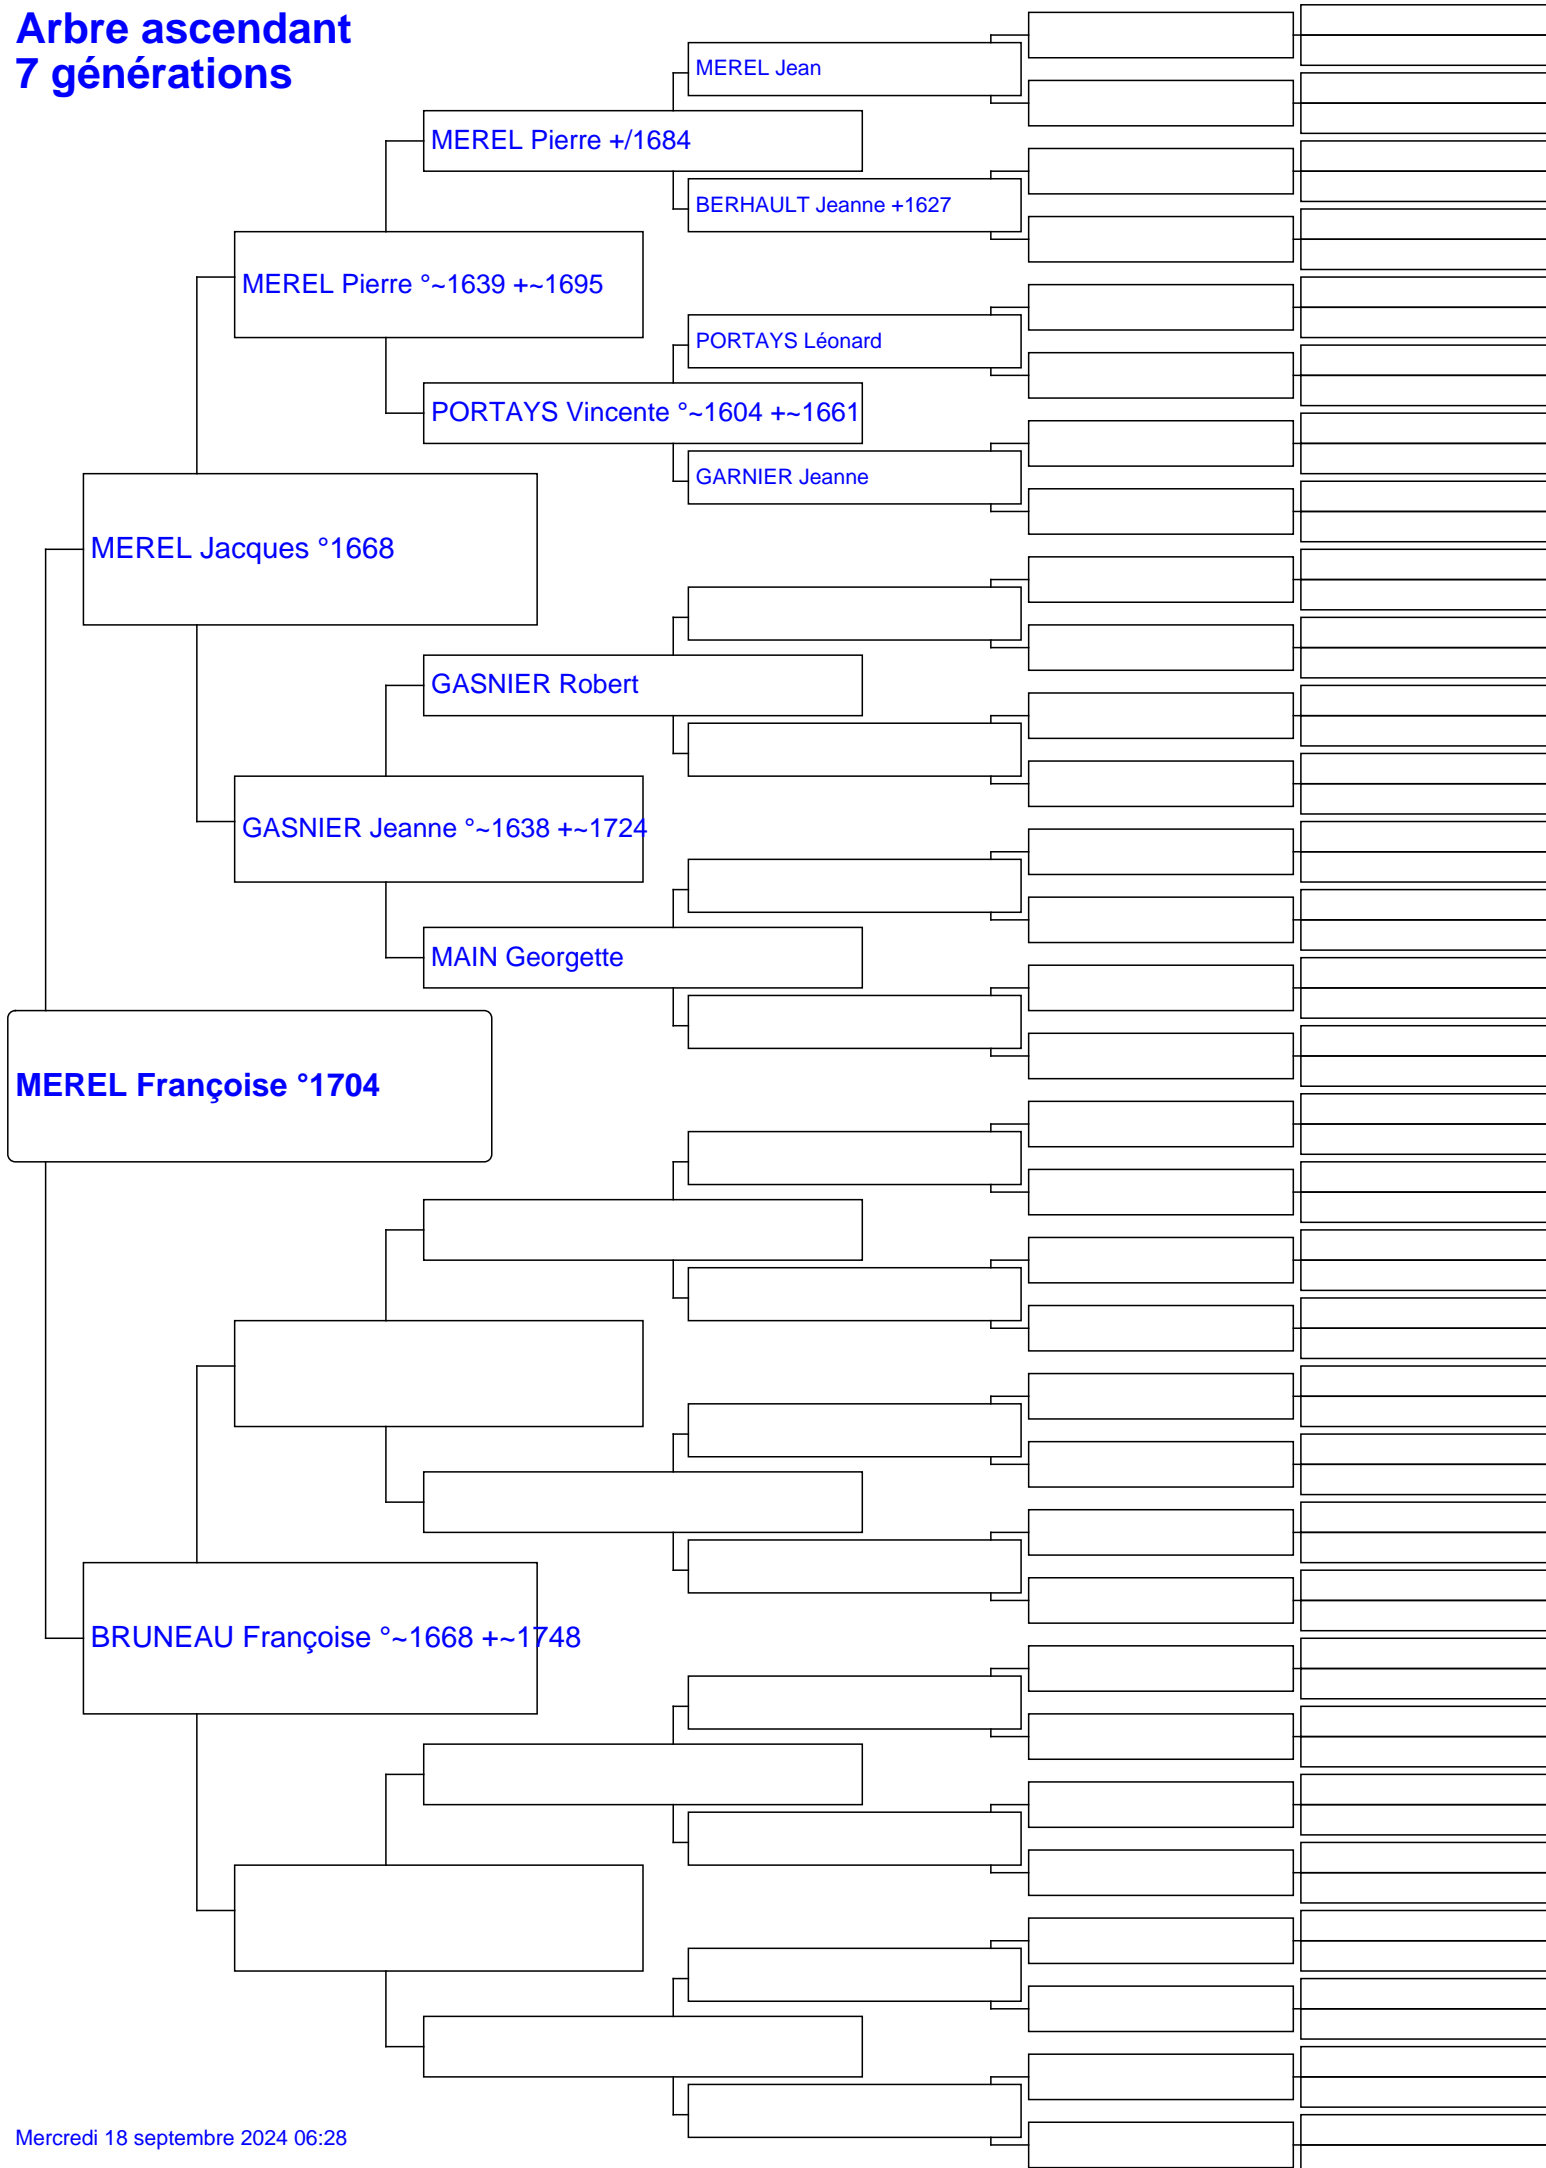 Arbre ascendant
7 générations
MEREL Jean
MEREL Pierre +/1684
BERHAULT Jeanne +1627
MEREL Pierre °~1639 +~1695
PORTAYS Léonard
PORTAYS Vincente °~1604 +~1661
GARNIER Jeanne
MEREL Jacques °1668
GASNIER Robert
GASNIER Jeanne °~1638 +~1724
MAIN Georgette
MEREL Françoise °1704
BRUNEAU Françoise °~1668 +~1748
Mercredi 18 septembre 2024 06:28